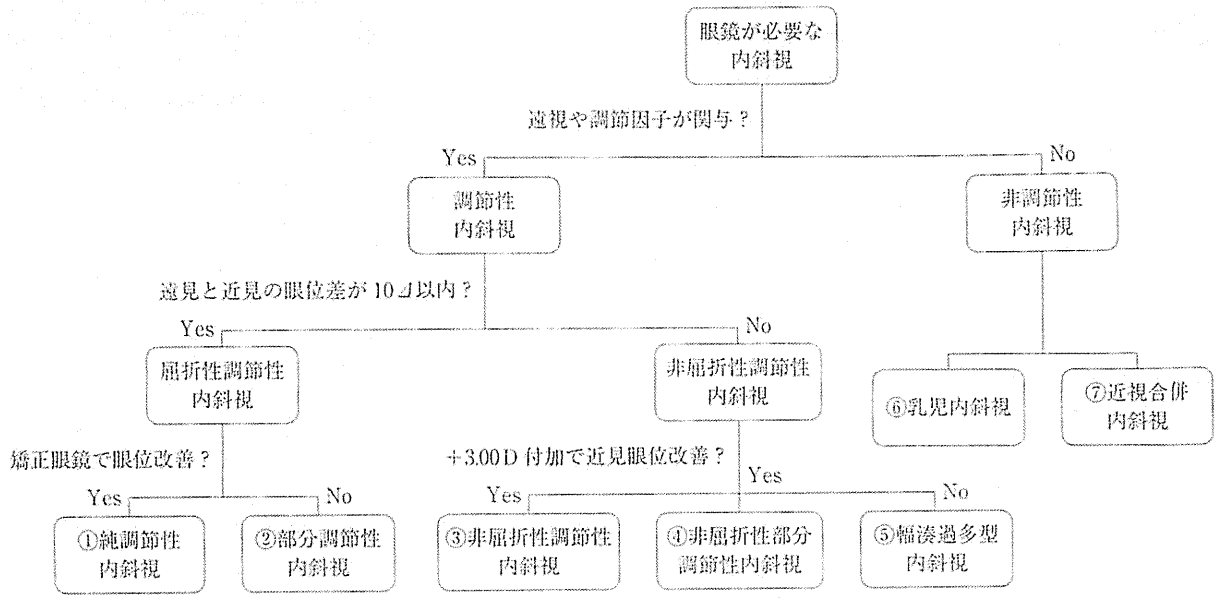 眼鏡が必要な
内斜視
遠視や調節因子が関与？
Yes
No
調節性
内斜視
非調節性
内斜視
遠見と近見の眼位差が10⊿以内？
Yes
No
屈折性調節性
内斜視
非屈折性調節性
内斜視
⑥乳児内斜視
⑦近視合併
内斜視
矯正眼鏡で眼位改善？
Yes
No
＋3.00D付加で近見眼位改善？
Yes
Yes
No
①純調節性
内斜視
②部分調節性
内斜視
③非屈折性調節性
内斜視
④非屈折性部分
調節性内斜視
⑤輻湊過多型
内斜視